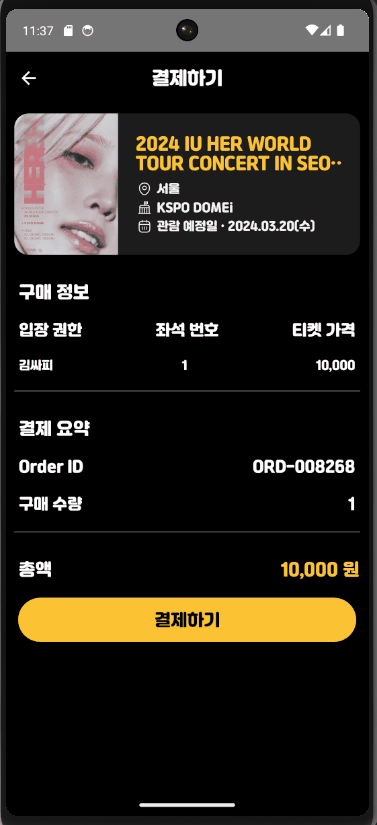 11:37
결제하기
HER
2024 IU HER WORLD
TOUR CONCERT IN SEO··
서울
KSPO DOMEi
관람 예정일 · 2024.03.20(수)
구매 정보
입장 권한 좌석 번호 티켓 가격
김싸피 1 10,000
결제 요약
Order ID ORD-008268
구매 수량 1
총액 10,000 원
결제하기